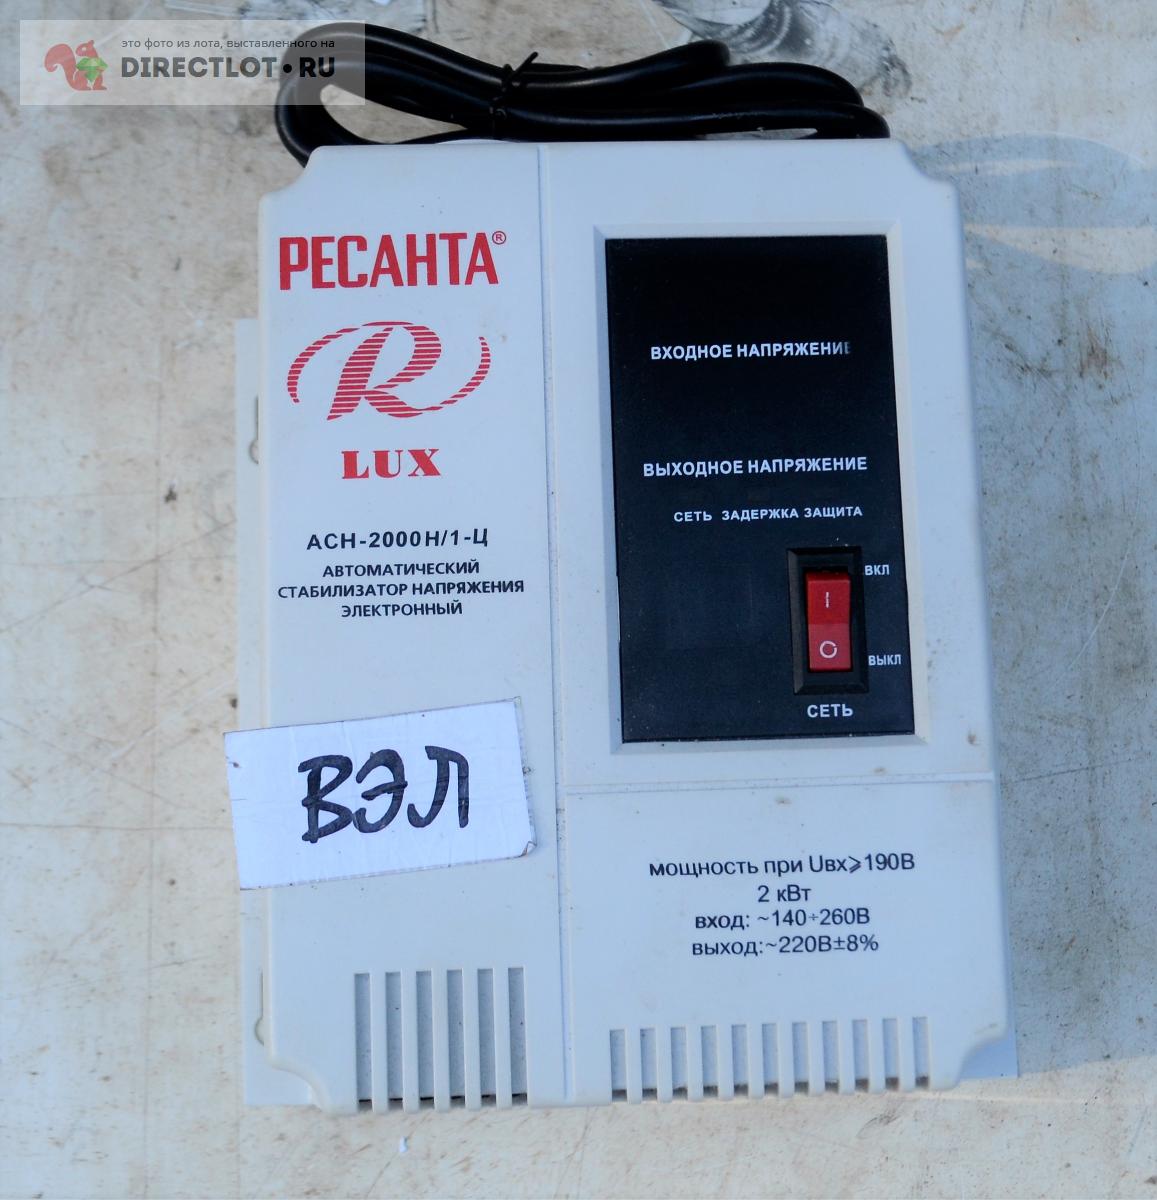 это фото из лота, выставленного на
DIRECTLOT•RU
РЕСАНТА®
R
LUX
АСН-2000Н/1-Ц
АВТОМАТИЧЕСКИЙ
СТАБИЛИЗАТОР НАПРЯЖЕНИЯ
ЭЛЕКТРОННЫЙ
ВХОДНОЕ НАПРЯЖЕНИЕ
ВЫХОДНОЕ НАПРЯЖЕНИЕ
СЕТЬ ЗАДЕРЖКА ЗАЩИТА
ВКЛ
I
O
ВЫКЛ
СЕТЬ
ВЭЛ
мощность при Uвх⩾190В
2 кВт
вход: ~140÷260В
выход:~220В±8%